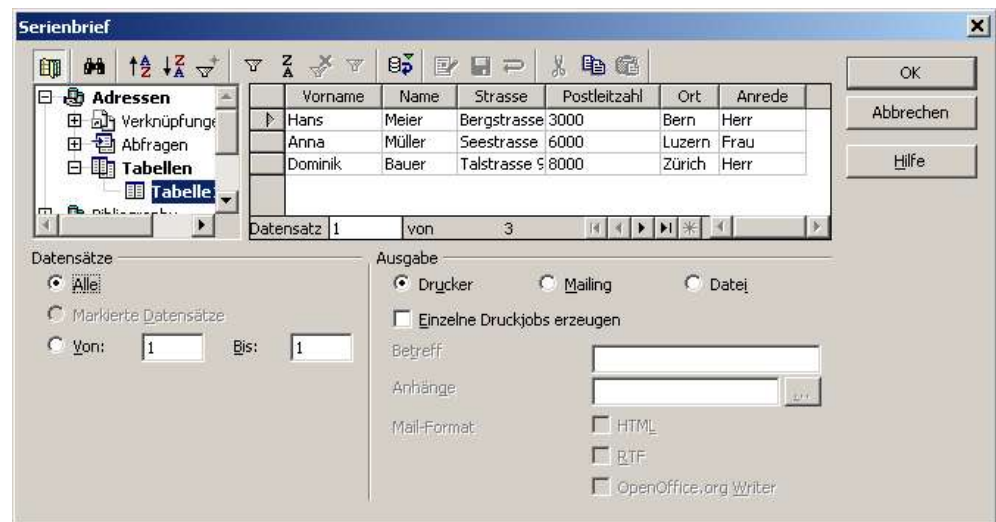 Serienbrief
Adressen
Verknüpfunge
Abfragen
Tabellen
Tabelle
Vorname Name Strasse Postleitzahl Ort Anrede
Hans Meier Bergstrasse 3000 Bern Herr
Anna Müller Seestrasse 6000 Luzern Frau
Dominik Bauer Talstrasse 9 8000 Zürich Herr
Datensatz 1 von 3
OK
Abbrechen
Hilfe
Datensätze
Alle
Markierte Datensätze
Von: 1 Bis: 1
Ausgabe
Drucker Mailing Datei
Einzelne Druckjobs erzeugen
Betreff
Anhänge ...
Mail-Format HTML
RTF
OpenOffice.org Writer